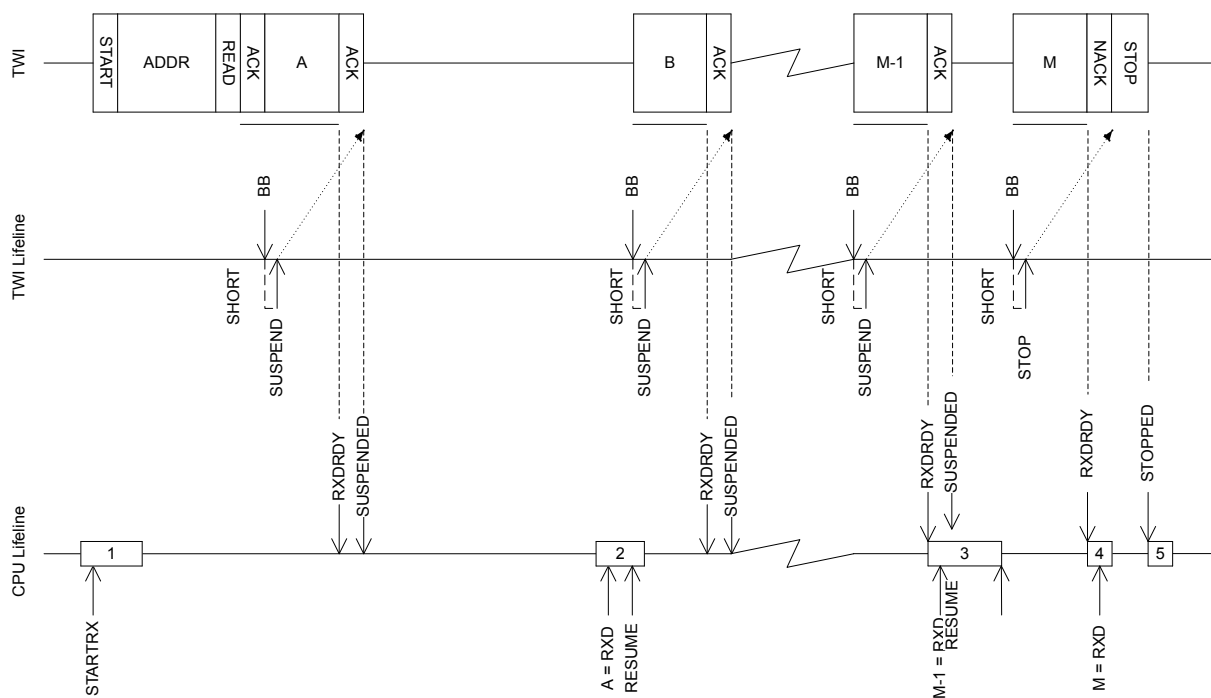 TWI
START
ADDR
READ
ACK
A
ACK
B
ACK
M-1
ACK
M
NACK
STOP
TWI Lifeline
BB
BB
BB
BB
SHORT
SUSPEND
SHORT
SUSPEND
SHORT
SUSPEND
SHORT
STOP
CPU Lifeline
RXDRDY
SUSPENDED
RXDRDY
SUSPENDED
RXDRDY
SUSPENDED
RXDRDY
STOPPED
1
2
3
4
5
STARTRX
A = RXD
RESUME
M-1 = RXD
RESUME
M = RXD